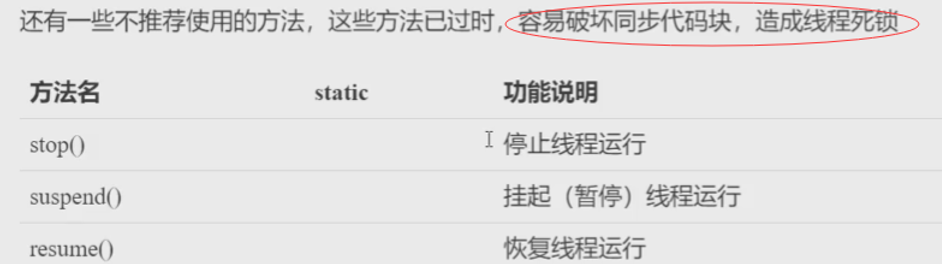 还有一些不推荐使用的方法，这些方法已过时，容易破坏同步代码块，造成线程死锁
方法名 static 功能说明
stop() 停止线程运行
suspend() 挂起（暂停）线程运行
resume() 恢复线程运行